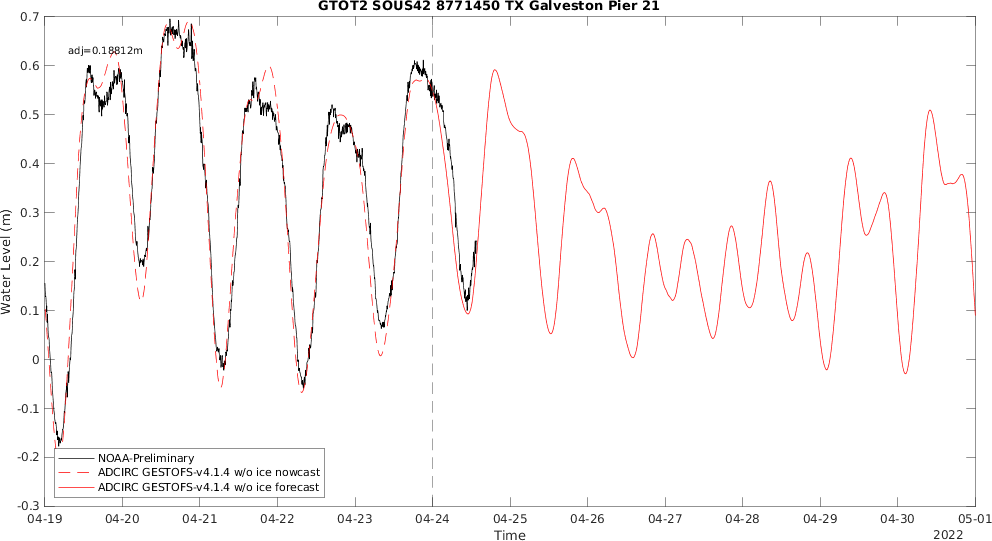 GTOT2 SOUS42 8771450 TX Galveston Pier 21
adj=0.18812m
0.7
0.6
0.5
0.4
0.3
0.2
0.1
0
-0.1
-0.2
-0.3
Water Level (m)
NOAA-Preliminary
ADCIRC GESTOFS-v4.1.4 w/o ice nowcast
ADCIRC GESTOFS-v4.1.4 w/o ice forecast
04-19 04-20 04-21 04-22 04-23 04-24 04-25 04-26 04-27 04-28 04-29 04-30 05-01
Time
2022